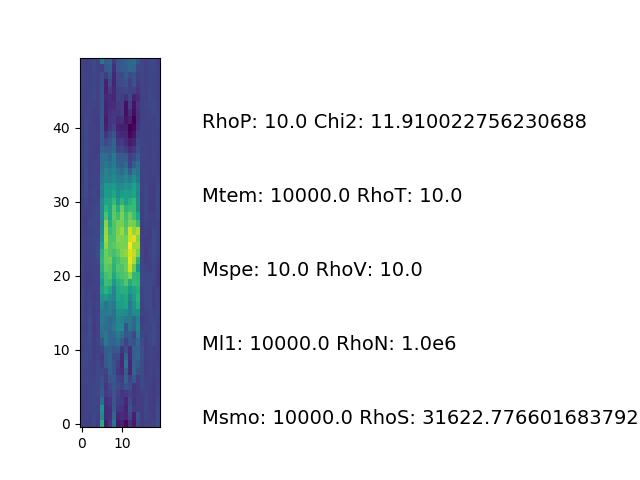 RhoP: 10.0 Chi2: 11.910022756230688
40
Mtem: 10000.0 RhoT: 10.0
30
Mspe: 10.0 RhoV: 10.0
20
Ml1: 10000.0 RhoN: 1.0e6
10
Msmo: 10000.0 RhoS: 31622.776601683792
0
0 10